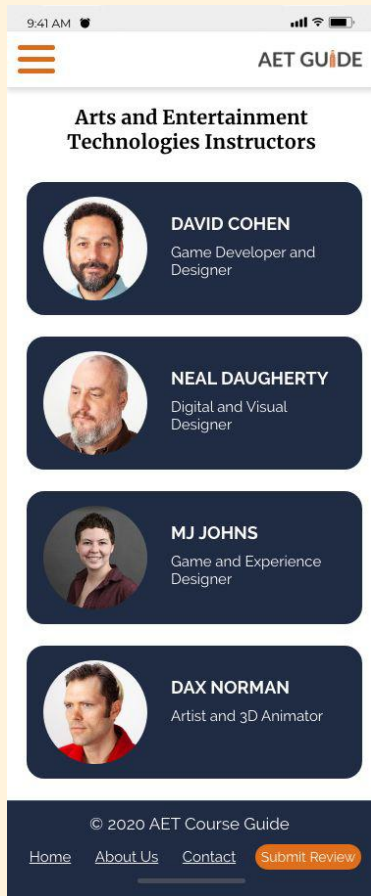 9:41 AM
AET GUIDE
Arts and Entertainment
Technologies Instructors
DAVID COHEN
Game Developer and
Designer
NEAL DAUGHERTY
Digital and Visual
Designer
MJ JOHNS
Game and Experience
Designer
DAX NORMAN
Artist and 3D Animator
© 2020 AET Course Guide
Home About Us Contact Submit Review